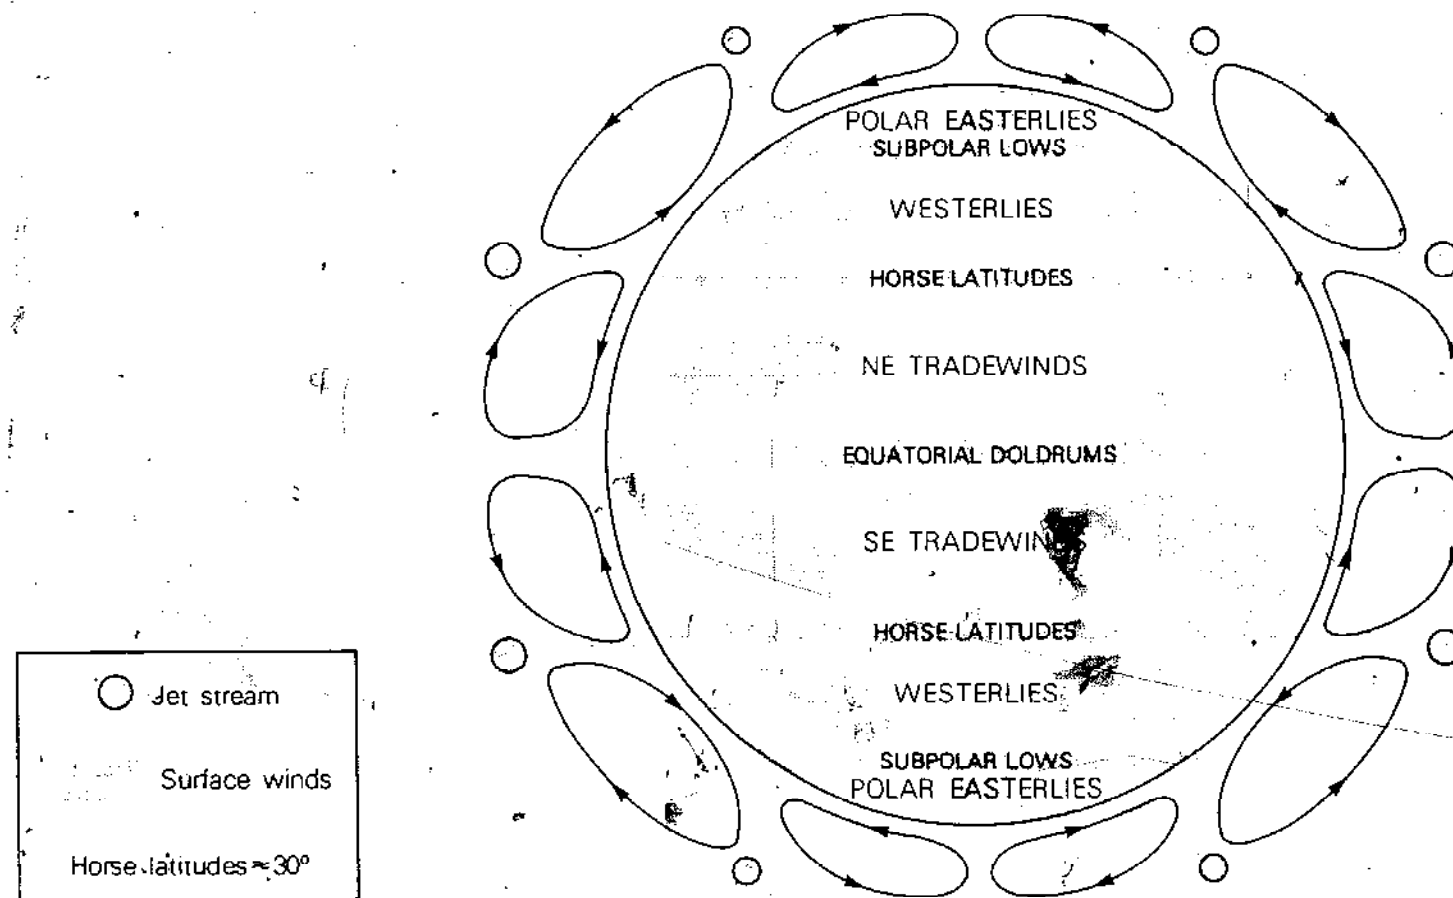 POLAR EASTERLIES
SUBPOLAR LOWS
WESTERLIES
HORSE LATITUDES
NE TRADEWINDS
EQUATORIAL DOLDRUMS
SE TRADEWINDS
HORSE LATITUDES
WESTERLIES
SUBPOLAR LOWS
POLAR EASTERLIES
Jet stream
Surface winds
Horse latitudes ≈ 30°